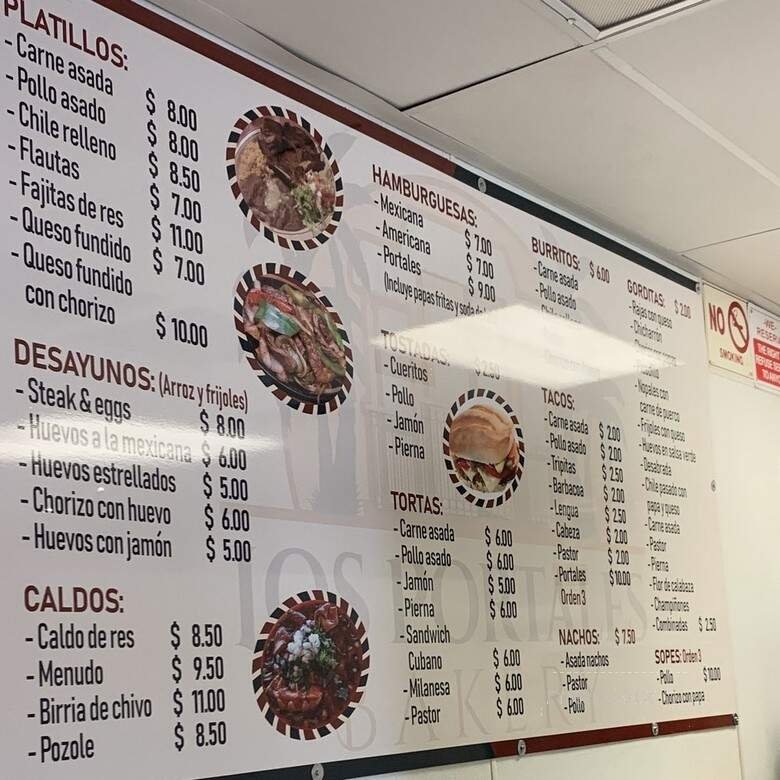 PLATILLOS:
- Carne asada $ 8.00
- Pollo asado $ 8.00
- Chile relleno $ 8.50
- Flautas $ 7.00
- Fajitas de res $ 11.00
- Queso fundido $ 7.00
- Queso fundido
con chorizo $ 10.00
DESAYUNOS: (Arroz y frijoles)
- Steak & eggs $ 8.00
- Huevos a la mexicana $ 6.00
- Huevos estrellados $ 5.00
- Chorizo con huevo $ 6.00
- Huevos con jamón $ 5.00
CALDOS:
- Caldo de res $ 8.50
- Menudo $ 9.50
- Birria de chivo $ 11.00
- Pozole $ 8.50
HAMBURGUESAS:
- Mexicana $ 7.00
- Americana $ 7.00
- Portales $ 9.00
(Incluye papas fritas y soda
TOSTADAS: $ 2.50
- Cueritos
- Pollo
- Jamón
- Pierna
TORTAS:
- Carne asada $ 6.00
- Pollo asado $ 6.00
- Jamón $ 5.00
- Pierna $ 6.00
- Sandwich
Cubano $ 6.00
- Milanesa $ 6.00
- Pastor $ 6.00
BURRITOS: $ 6.00
- Carne asada
- Pollo asado
TACOS:
- Carne asada $ 2.00
- Pollo asado $ 2.00
- Tripitas $ 2.50
- Barbacoa $ 2.00
- Lengua $ 2.50
- Cabeza $ 2.00
- Pastor $ 2.00
- Portales $10.00
Orden 3
NACHOS: $ 7.50
- Asada nachos
- Pastor
- Pollo
GORDITAS: $ 2.00
- Rajas con queso
- Chicharrón
- Nopales con
carne de puerco
- Frijoles con queso
- Huevos en salsa verde
- Desebrada
- Chile pasado con
papa y queso
- Carne asada
- Pastor
- Pierna
- Flor de calabaza
- Champiñones
- Combinadas $ 2.50
SOPES: Orden 3
- Pollo $ 10.00
- Chorizo con papa
LOS PORTALES
BAKERY
NO
SMOKING